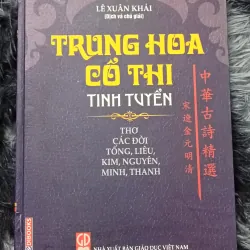 LÊ XUÂN KHẢI
(Dịch và chú giải)
TRUNG HOA
CỔ THI
TINH TUYỂN
中華古詩精選
宋遼金元明清
THƠ
CÁC ĐỜI
TỐNG, LIÊU,
KIM, NGUYÊN,
MINH, THANH
NHÀ XUẤT BẢN GIÁO DỤC VIỆT NAM